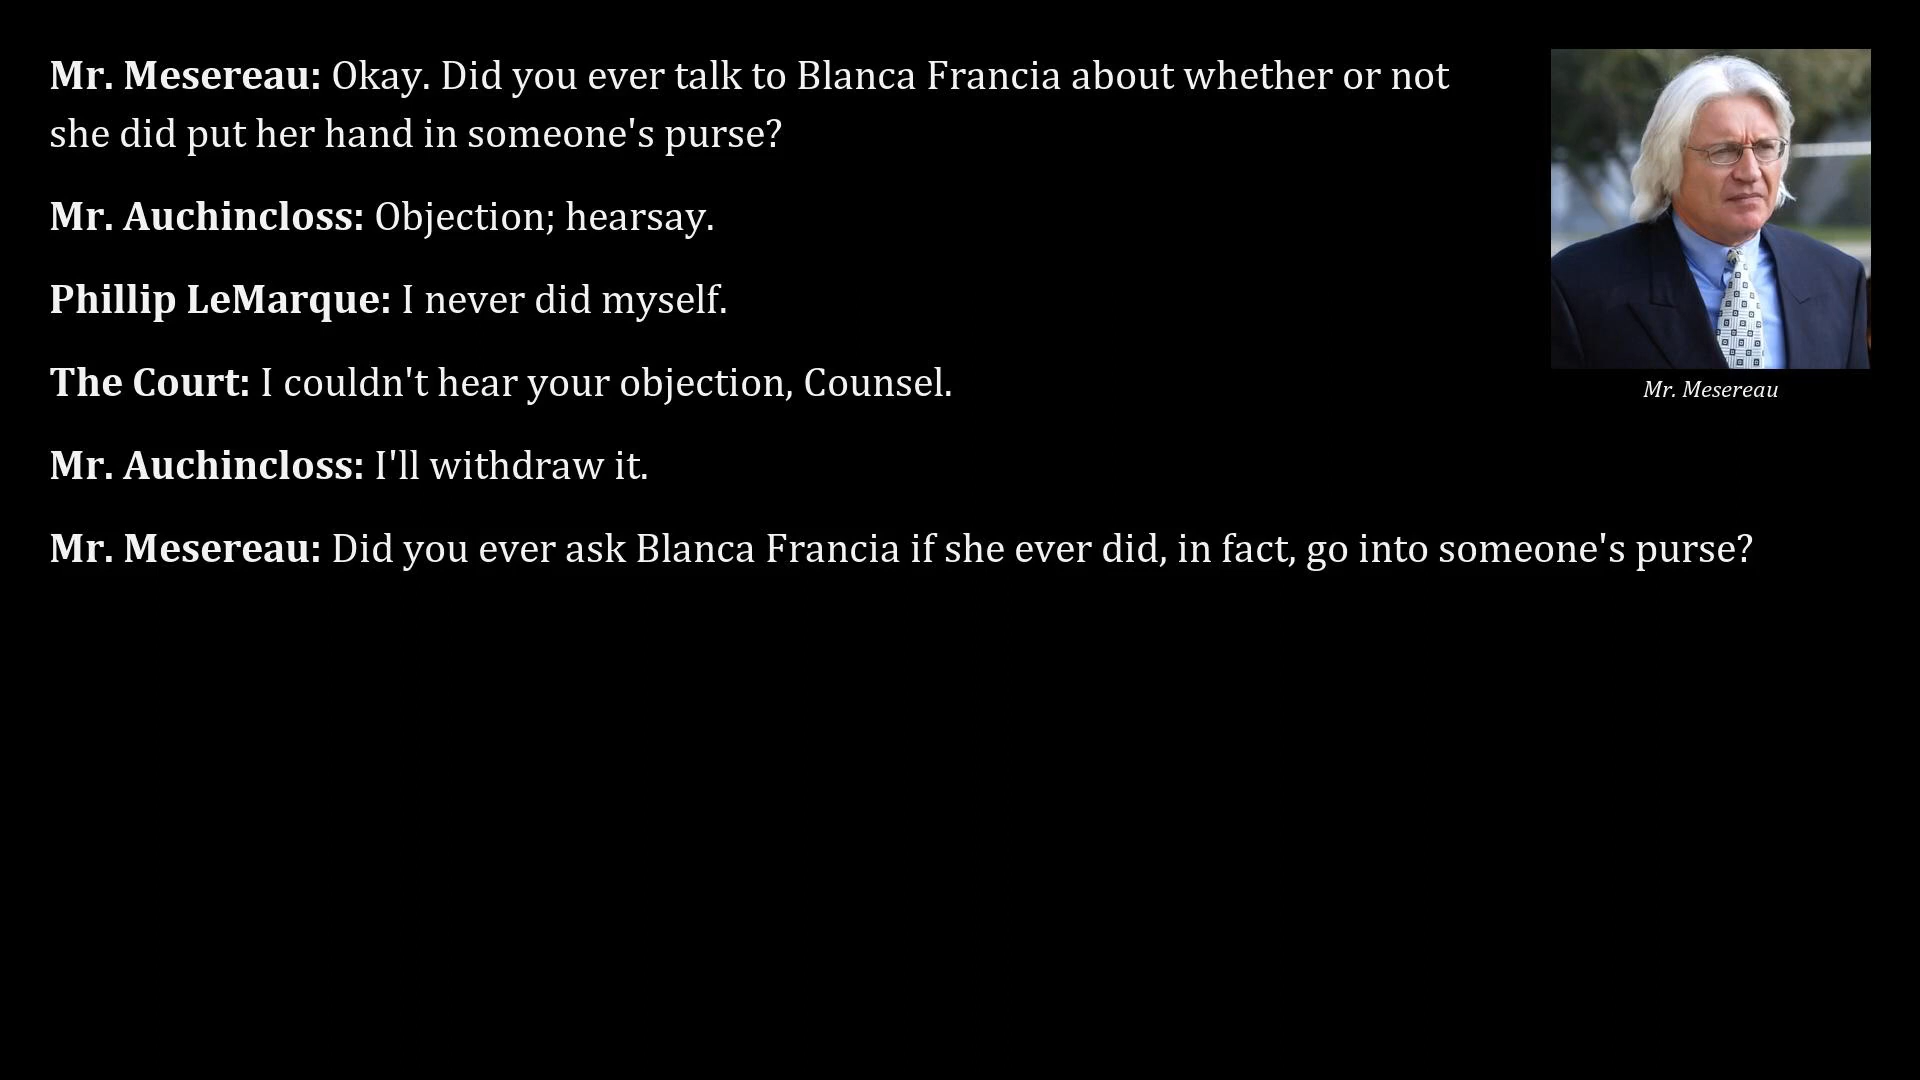 Mr. Mesereau: Okay. Did you ever talk to Blanca Francia about whether or not
she did put her hand in someone's purse?
Mr. Auchincloss: Objection; hearsay.
Phillip LeMarque: I never did myself.
The Court: I couldn't hear your objection, Counsel.
Mr. Auchincloss: I'll withdraw it.
Mr. Mesereau: Did you ever ask Blanca Francia if she ever did, in fact, go into someone's purse?
Mr. Mesereau